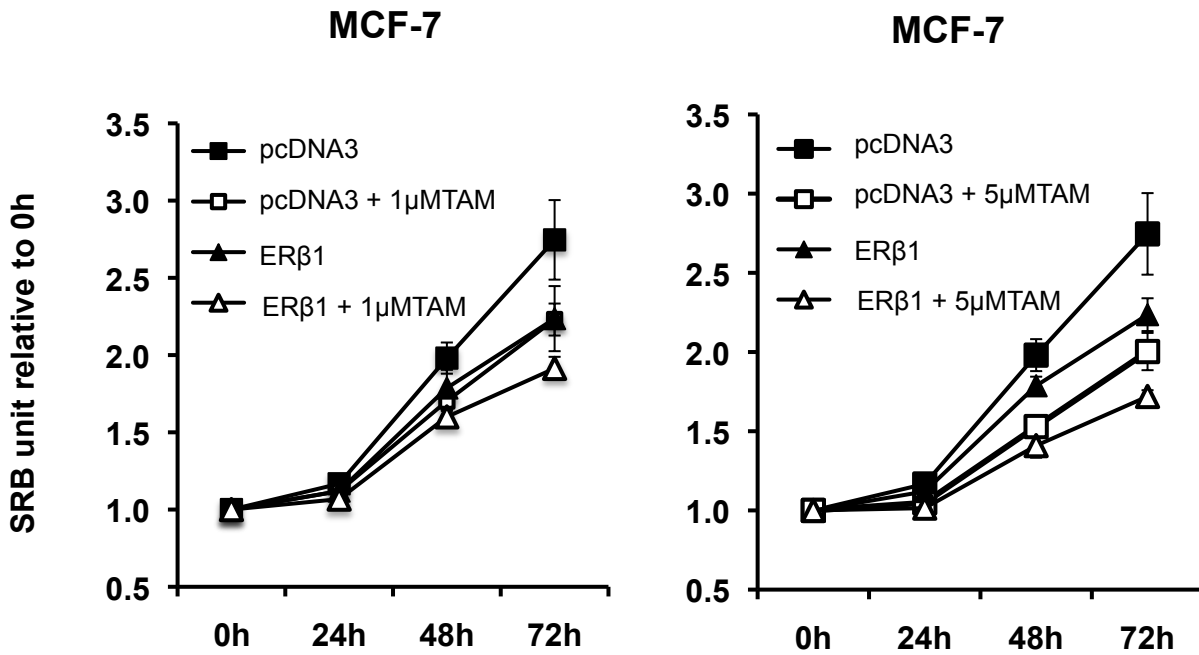 MCF-7
SRB unit relative to 0h
3.5
3.0
2.5
2.0
1.5
1.0
0.5
pcDNA3
pcDNA3 + 1µMTAM
ERβ1
ERβ1 + 1µMTAM
0h 24h 48h 72h
MCF-7
3.5
3.0
2.5
2.0
1.5
1.0
0.5
pcDNA3
pcDNA3 + 5µMTAM
ERβ1
ERβ1 + 5µMTAM
0h 24h 48h 72h